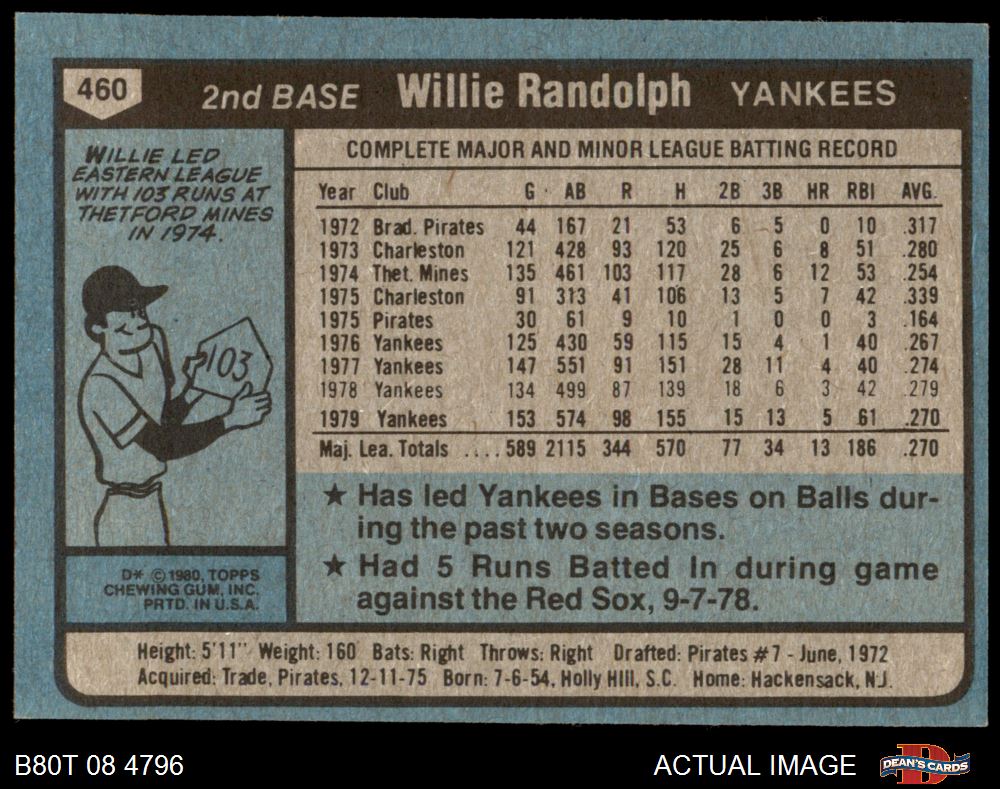 460 2nd BASE Willie Randolph YANKEES
WILLIE LED
EASTERN LEAGUE
WITH 103 RUNS AT
THETFORD MINES
IN 1974.
103
D* © 1980, TOPPS
CHEWING GUM, INC.
PRTD. IN U.S.A.
COMPLETE MAJOR AND MINOR LEAGUE BATTING RECORD
Year Club G AB R H 2B 3B HR RBI AVG.
1972 Brad. Pirates 44 167 21 53 6 5 0 10 .317
1973 Charleston 121 428 93 120 25 6 8 51 .280
1974 Thet. Mines 135 461 103 117 28 6 12 53 .254
1975 Charleston 91 313 41 106 13 5 7 42 .339
1975 Pirates 30 61 9 10 1 0 0 3 .164
1976 Yankees 125 430 59 115 15 4 1 40 .267
1977 Yankees 147 551 91 151 28 11 4 40 .274
1978 Yankees 134 499 87 139 18 6 3 42 .279
1979 Yankees 153 574 98 155 15 13 5 61 .270
Maj. Lea. Totals .... 589 2115 344 570 77 34 13 186 .270
★ Has led Yankees in Bases on Balls dur-
ing the past two seasons.
★ Had 5 Runs Batted In during game
against the Red Sox, 9-7-78.
Height: 5'11" Weight: 160 Bats: Right Throws: Right Drafted: Pirates #7 - June, 1972
Acquired: Trade, Pirates, 12-11-75 Born: 7-6-54, Holly Hill, S.C. Home: Hackensack, N.J.
B80T 08 4796 ACTUAL IMAGE D DEAN'S CARDS